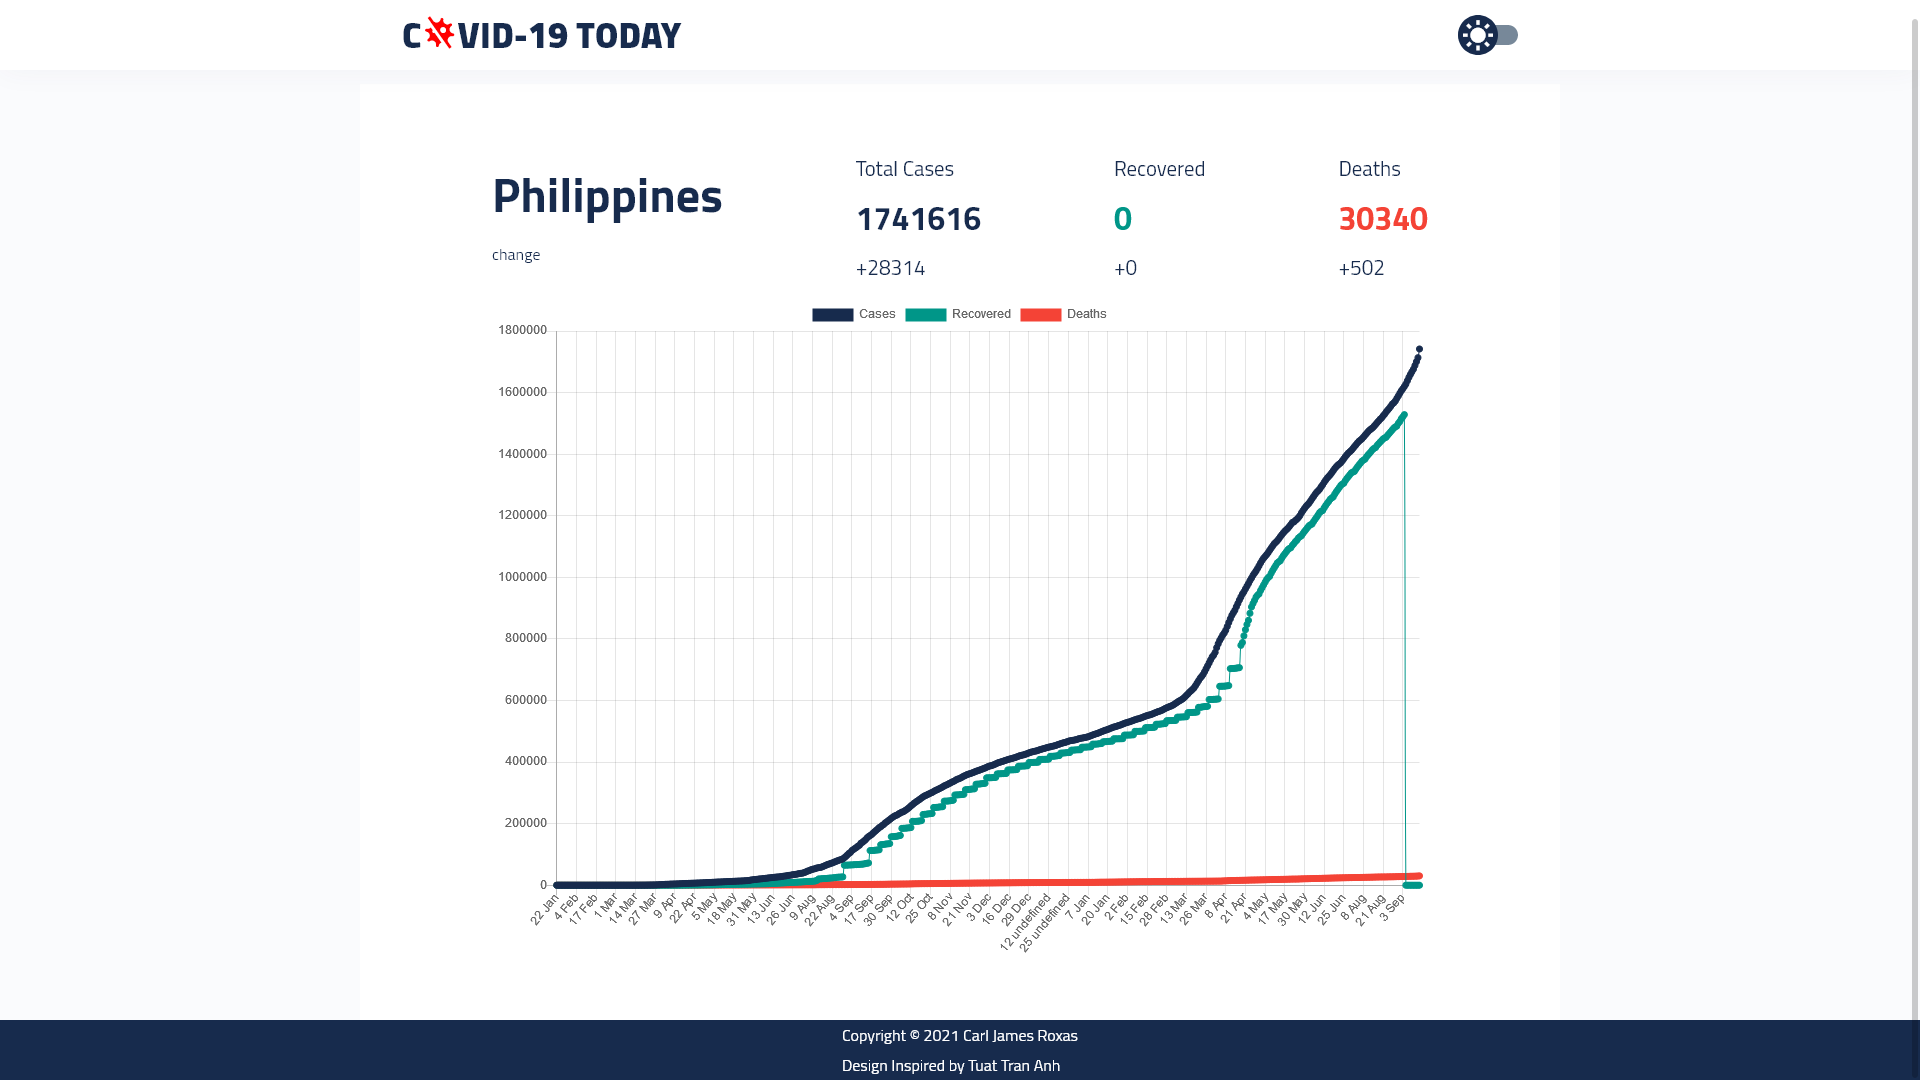 COVID-19 TODAY
Philippines
change
Total Cases
1741616
+28314
Recovered
0
+0
Deaths
30340
+502
Cases Recovered Deaths
1800000
1600000
1400000
1200000
1000000
800000
600000
400000
200000
0
22 Jan
4 Feb
17 Feb
1 Mar
14 Mar
27 Mar
9 Apr
22 Apr
5 May
18 May
31 May
13 Jun
26 Jun
9 Aug
22 Aug
4 Sep
17 Sep
30 Sep
12 Oct
25 Oct
8 Nov
21 Nov
3 Dec
16 Dec
29 Dec
12 undefined
25 undefined
7 Jan
20 Jan
2 Feb
15 Feb
28 Feb
13 Mar
26 Mar
8 Apr
21 Apr
4 May
17 May
30 May
12 Jun
25 Jun
8 Aug
21 Aug
3 Sep
Copyright © 2021 Carl James Roxas
Design Inspired by Tuat Tran Anh